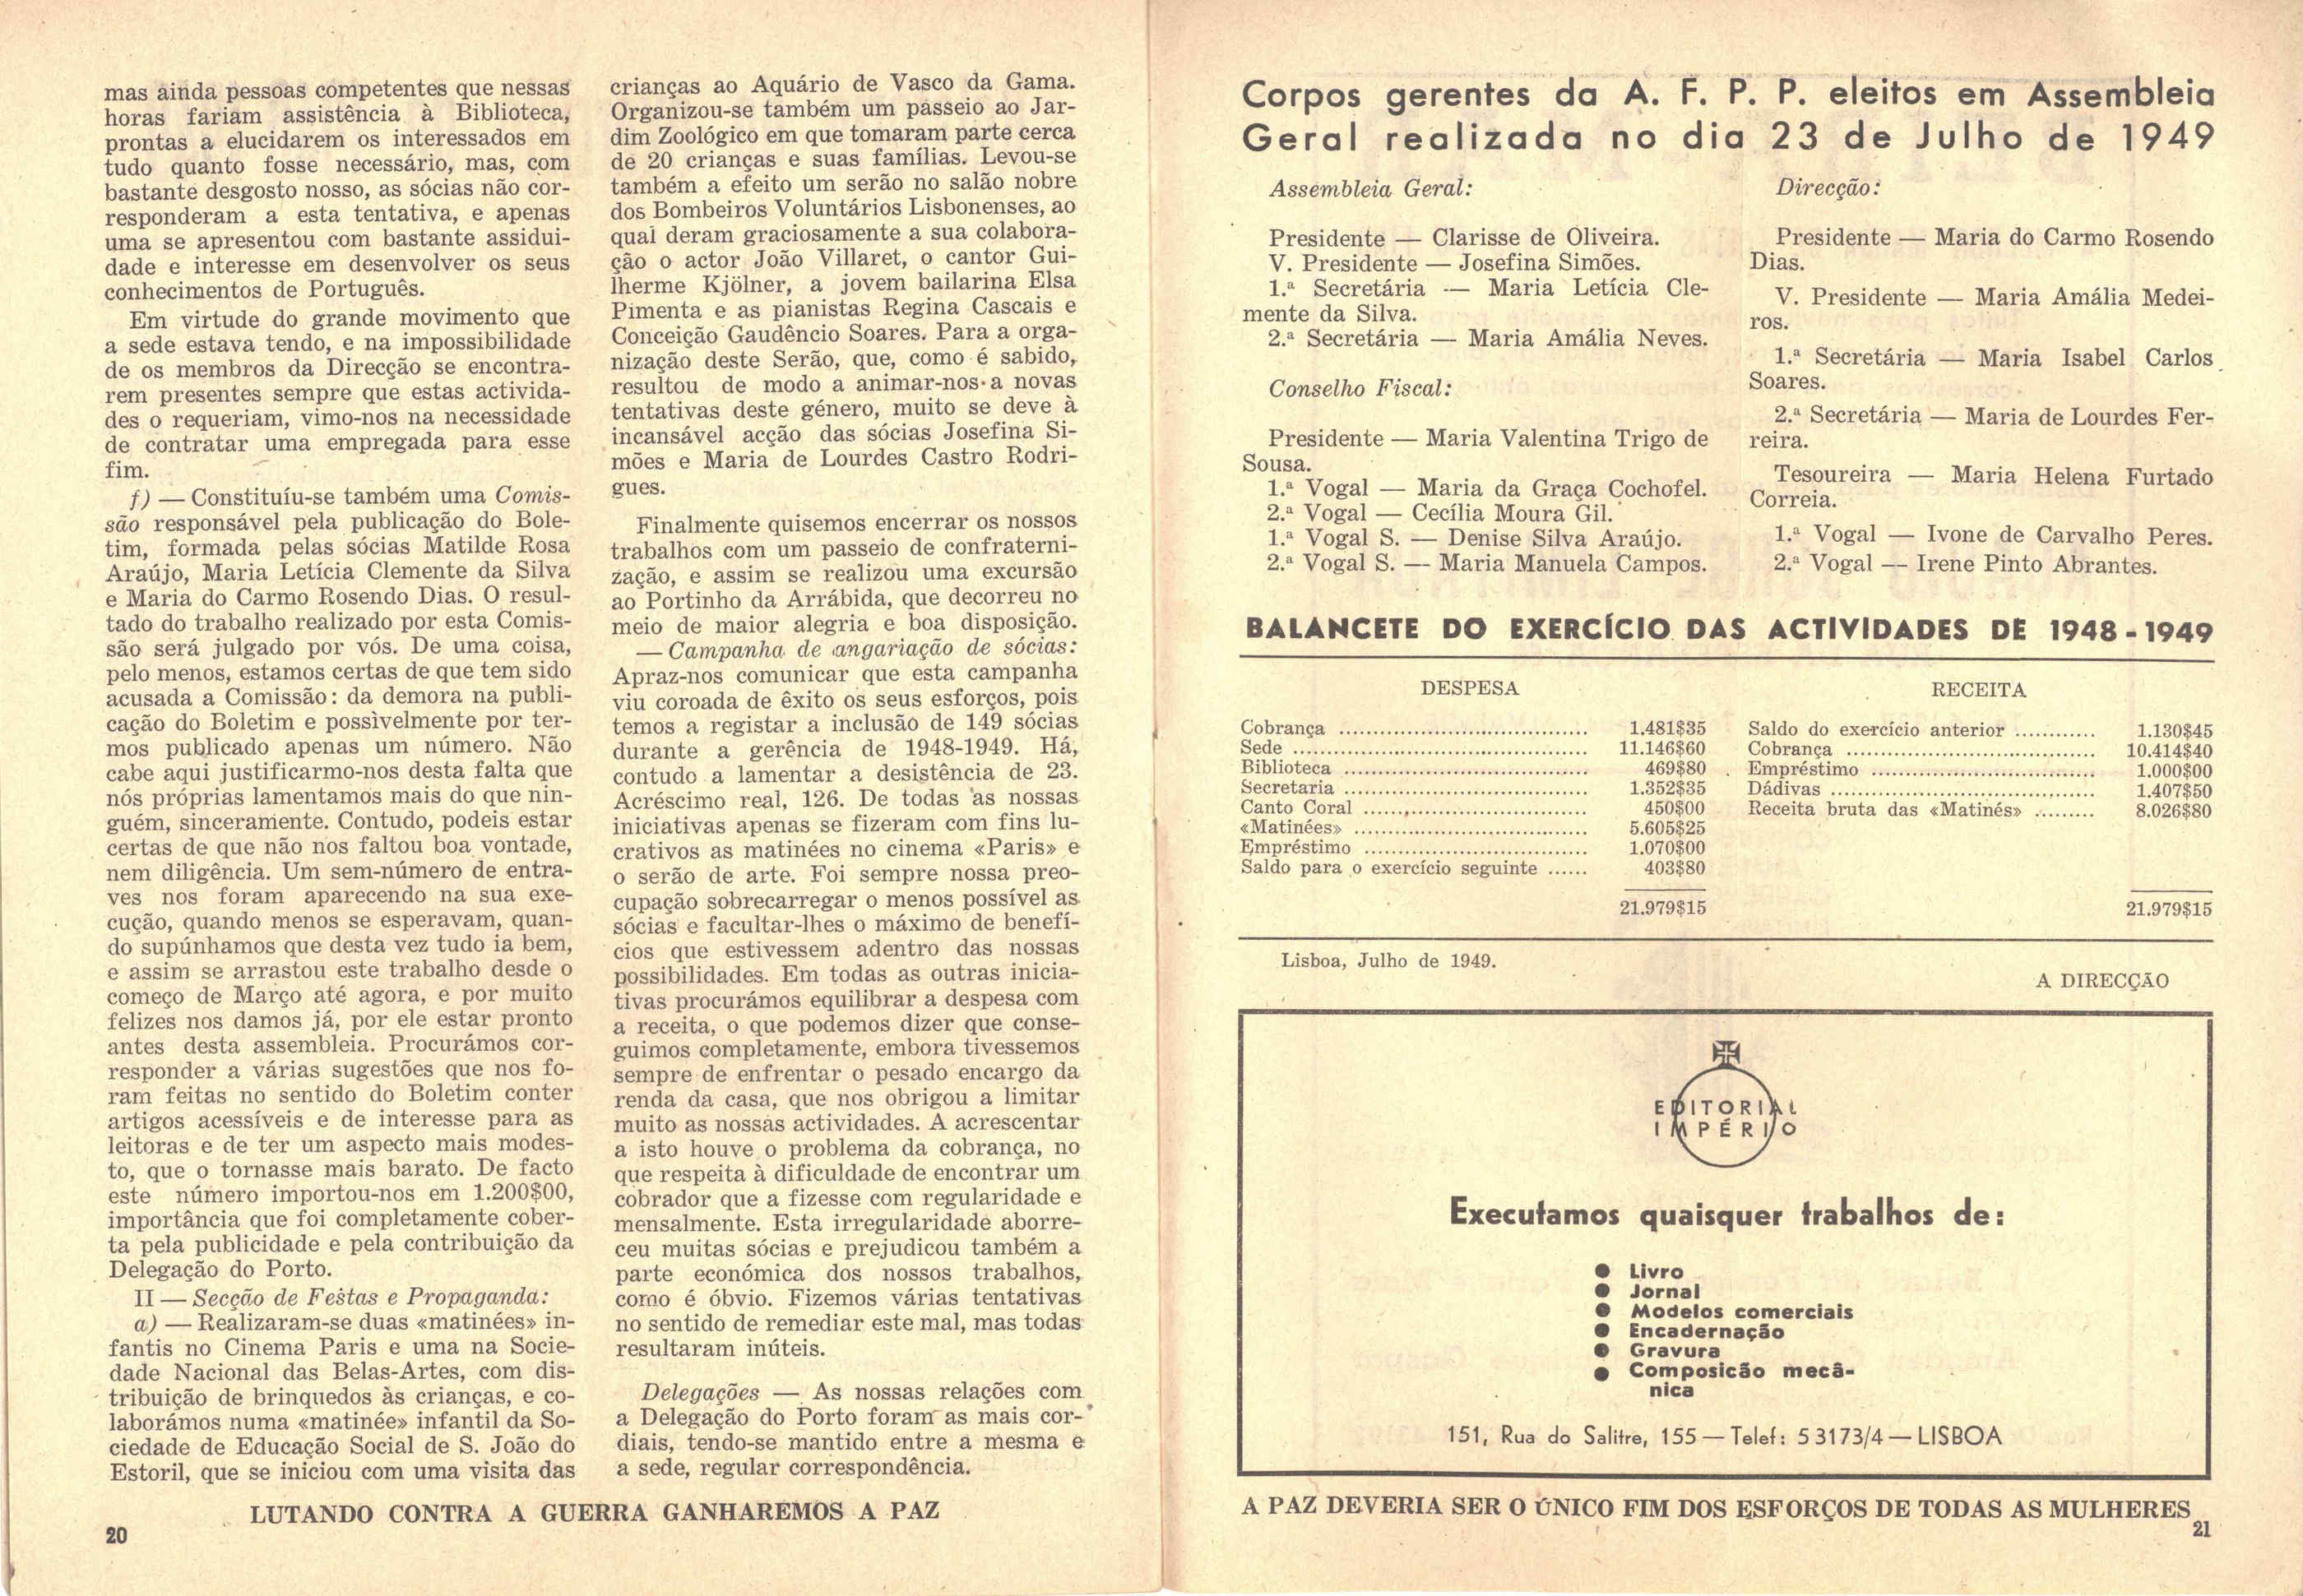 mas ainda pessoas competentes que nessas
horas fariam assistência à Biblioteca,
prontas a elucidarem os interessados em
tudo quanto fosse necessário, mas, com
bastante desgosto nosso, as sócias não cor-
responderam a esta tentativa, e apenas
uma se apresentou com bastante assidui-
dade e interesse em desenvolver os seus
conhecimentos de Português.
Em virtude do grande movimento que
a sede estava tendo, e na impossibilidade
de os membros da Direcção se encontra-
rem presentes sempre que estas activida-
des o requeriam, vimo-nos na necessidade
de contratar uma empregada para esse
fim.
f) — Constituíu-se também uma Comis-
são responsável pela publicação do Bole-
tim, formada pelas sócias Matilde Rosa
Araújo, Maria Letícia Clemente da Silva
e Maria do Carmo Rosendo Dias. O resul-
tado do trabalho realizado por esta Comis-
são será julgado por vós. De uma coisa,
pelo menos, estamos certas de que tem sido
acusada a Comissão: da demora na publi-
cação do Boletim e possìvelmente por ter-
mos publicado apenas um número. Não
cabe aqui justificarmo-nos desta falta que
nós próprias lamentamos mais do que nin-
guém, sinceramente. Contudo, podeis estar
certas de que não nos faltou boa vontade,
nem diligência. Um sem-número de entra-
ves nos foram aparecendo na sua exe-
cução, quando menos se esperavam, quan-
do supúnhamos que desta vez tudo ia bem,
e assim se arrastou este trabalho desde o
começo de Março até agora, e por muito
felizes nos damos já, por ele estar pronto
antes desta assembleia. Procurámos cor-
responder a várias sugestões que nos fo-
ram feitas no sentido do Boletim conter
artigos acessíveis e de interesse para as
leitoras e de ter um aspecto mais modes-
to, que o tornasse mais barato. De facto
este número importou-nos em 1.200$00,
importância que foi completamente cober-
ta pela publicidade e pela contribuição da
Delegação do Porto.
II — Secção de Festas e Propaganda:
a) — Realizaram-se duas «matinées» in-
fantis no Cinema Paris e uma na Socie-
dade Nacional das Belas-Artes, com dis-
tribuição de brinquedos às crianças, e co-
laborámos numa «matinée» infantil da So-
ciedade de Educação Social de S. João do
Estoril, que se iniciou com uma visita das
crianças ao Aquário de Vasco da Gama.
Organizou-se também um passeio ao Jar-
dim Zoológico em que tomaram parte cerca
de 20 crianças e suas famílias. Levou-se
também a efeito um serão no salão nobre
dos Bombeiros Voluntários Lisbonenses, ao
qual deram graciosamente a sua colabora-
ção o actor João Villaret, o cantor Gui-
lherme Kjölner, a jovem bailarina Elsa
Pimenta e as pianistas Regina Cascais e
Conceição Gaudêncio Soares. Para a orga-
nização deste Serão, que, como é sabido,
resultou de modo a animar-nos a novas
tentativas deste género, muito se deve à
incansável acção das sócias Josefina Si-
mões e Maria de Lourdes Castro Rodri-
gues.
Finalmente quisemos encerrar os nossos
trabalhos com um passeio de confraterni-
zação, e assim se realizou uma excursão
ao Portinho da Arrábida, que decorreu no
meio de maior alegria e boa disposição.
— Campanha de angariação de sócias:
Apraz-nos comunicar que esta campanha
viu coroada de êxito os seus esforços, pois
temos a registar a inclusão de 149 sócias
durante a gerência de 1948-1949. Há,
contudo a lamentar a desistência de 23.
Acréscimo real, 126. De todas as nossas
iniciativas apenas se fizeram com fins lu-
crativos as matinées no cinema «Paris» e
o serão de arte. Foi sempre nossa preo-
cupação sobrecarregar o menos possível as
sócias e facultar-lhes o máximo de benefí-
cios que estivessem adentro das nossas
possibilidades. Em todas as outras inicia-
tivas procurámos equilibrar a despesa com
a receita, o que podemos dizer que conse-
guimos completamente, embora tivessemos
sempre de enfrentar o pesado encargo da
renda da casa, que nos obrigou a limitar
muito as nossas actividades. A acrescentar
a isto houve o problema da cobrança, no
que respeita à dificuldade de encontrar um
cobrador que a fizesse com regularidade e
mensalmente. Esta irregularidade aborre-
ceu muitas sócias e prejudicou também a
parte económica dos nossos trabalhos,
como é óbvio. Fizemos várias tentativas
no sentido de remediar este mal, mas todas
resultaram inúteis.
Delegações — As nossas relações com
a Delegação do Porto foram as mais cor-
diais, tendo-se mantido entre a mesma e
a sede, regular correspondência.
LUTANDO CONTRA A GUERRA GANHAREMOS A PAZ
20
Corpos gerentes da A. F. P. P. eleitos em Assembleia
Geral realizada no dia 23 de Julho de 1949
Assembleia Geral:
Presidente — Clarisse de Oliveira.
V. Presidente — Josefina Simões.
1.ª Secretária — Maria Letícia Cle-
mente da Silva.
2.ª Secretária — Maria Amália Neves.
Conselho Fiscal:
Presidente — Maria Valentina Trigo de
Sousa.
1.ª Vogal — Maria da Graça Cochofel.
2.ª Vogal — Cecília Moura Gil.
1.ª Vogal S. — Denise Silva Araújo.
2.ª Vogal S. — Maria Manuela Campos.
Direcção:
Presidente — Maria do Carmo Rosendo
Dias.
V. Presidente — Maria Amália Medei-
ros.
1.ª Secretária — Maria Isabel Carlos
Soares.
2.ª Secretária — Maria de Lourdes Fer-
reira.
Tesoureira — Maria Helena Furtado
Correia.
1.ª Vogal — Ivone de Carvalho Peres.
2.ª Vogal — Irene Pinto Abrantes.
BALANCETE DO EXERCÍCIO DAS ACTIVIDADES DE 1948-1949
DESPESA
Cobrança ........ 1.481$35
Sede ........ 11.146$60
Biblioteca ........ 469$80
Secretaria ........ 1.352$35
Canto Coral ........ 450$00
«Matinées» ........ 5.605$25
Empréstimo ........ 1.070$00
Saldo para o exercício seguinte ...... 403$80
21.979$15
RECEITA
Saldo do exercício anterior ........ 1.130$45
Cobrança ........ 10.414$40
Empréstimo ........ 1.000$00
Dádivas ........ 1.407$50
Receita bruta das «Matinés» ........ 8.026$80
21.979$15
Lisboa, Julho de 1949.
A DIRECÇÃO
EDITORIAL
IMPÉRIO
Executamos quaisquer trabalhos de:
● Livro
● Jornal
● Modelos comerciais
● Encadernação
● Gravura
● Composicão mecâ-
nica
151, Rua do Salitre, 155 — Telef: 53173/4 — LISBOA
A PAZ DEVERIA SER O ÚNICO FIM DOS ESFORÇOS DE TODAS AS MULHERES
21